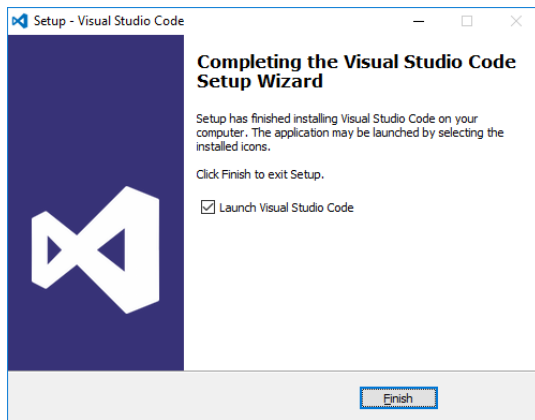 Setup - Visual Studio Code
Completing the Visual Studio Code
Setup Wizard
Setup has finished installing Visual Studio Code on your
computer. The application may be launched by selecting the
installed icons.
Click Finish to exit Setup.
Launch Visual Studio Code
Finish